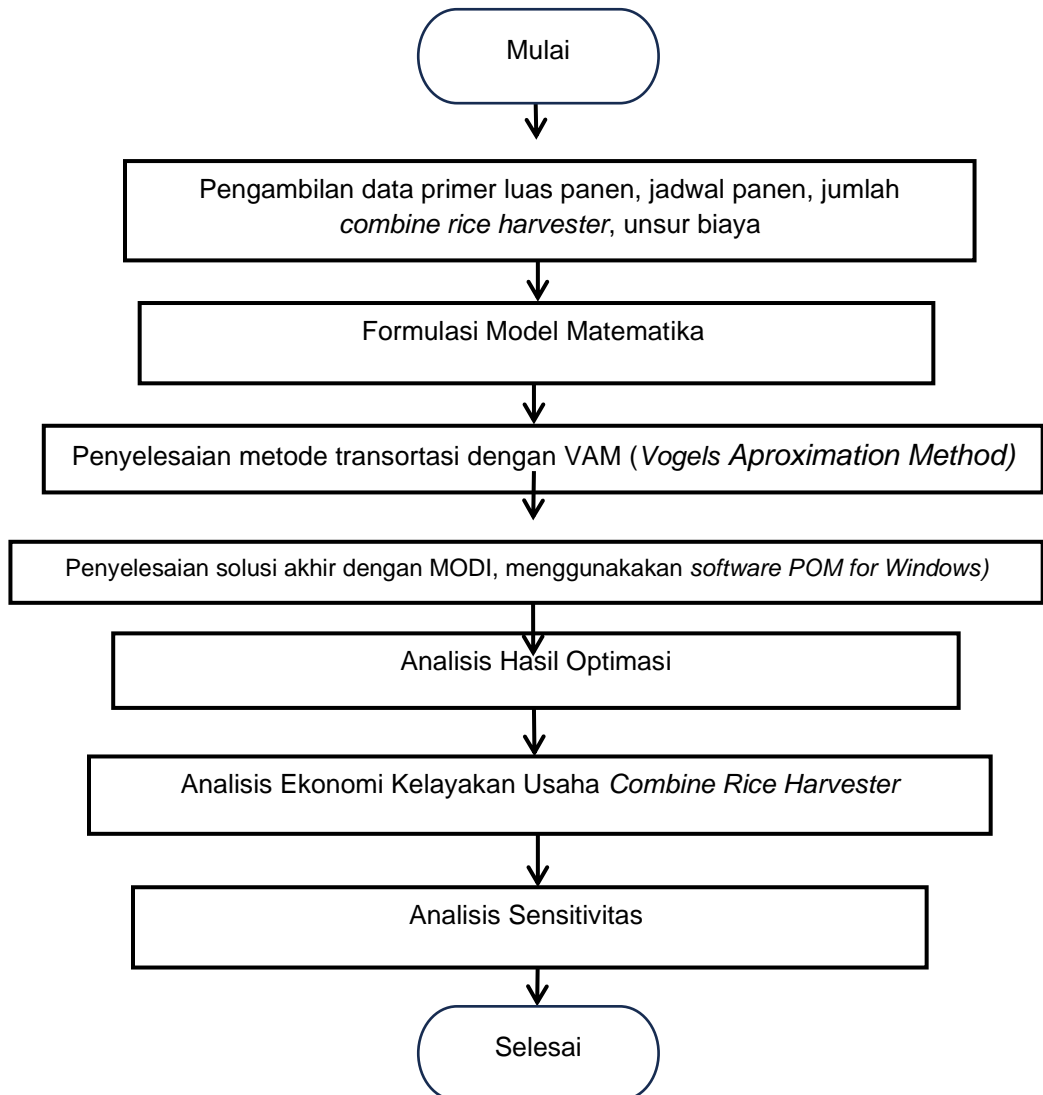 Mulai
Pengambilan data primer luas panen, jadwal panen, jumlah
combine rice harvester, unsur biaya
Formulasi Model Matematika
Penyelesaian metode transortasi dengan VAM (Vogels Aproximation Method)
Penyelesaian solusi akhir dengan MODI, menggunakakan software POM for Windows)
Analisis Hasil Optimasi
Analisis Ekonomi Kelayakan Usaha Combine Rice Harvester
Analisis Sensitivitas
Selesai